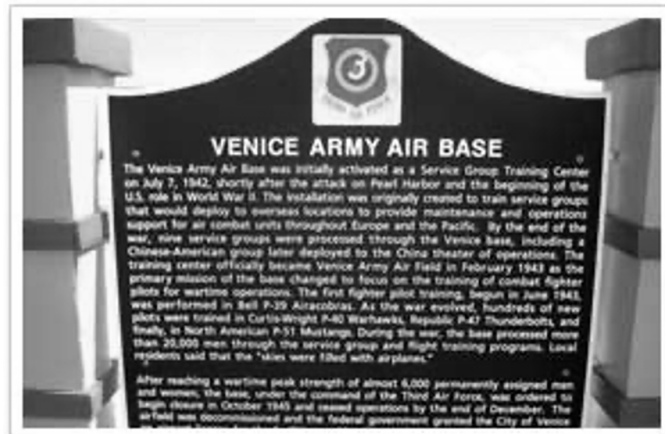 3
THIRD AIR FORCE
VENICE ARMY AIR BASE
The Venice Army Air Base was initially activated as a Service Group Training Center
on July 7, 1942, shortly after the attack on Pearl Harbor and the beginning of the
U.S. role in World War II. The installation was originally created to train service groups
that would deploy to overseas locations to provide maintenance and operations
support for air combat units throughout Europe and the Pacific. By the end of the
war, nine service groups were processed through the Venice base, including a
Chinese-American group later deployed to the China theater of operations. The
training center officially became Venice Army Air Field in February 1943 as the
primary mission of the base changed to focus on the training of combat fighter
pilots for wartime operations. The first fighter pilot training, begun in June 1943,
was performed in Bell P-39 Airacobras. As the war evolved, hundreds of new
pilots were trained in Curtis-Wright P-40 Warhawks, Republic P-47 Thunderbolts, and
finally, in North American P-51 Mustangs. During the war, the base processed more
than 20,000 men through the service group and flight training programs. Local
residents said that the "skies were filled with airplanes."
After reaching a wartime peak strength of almost 6,000 permanently assigned men
and women, the base, under the command of the Third Air Force, was ordered to
begin closure in October 1945 and ceased operations by the end of December. The
airfield was decommissioned and the federal government granted the City of Venice